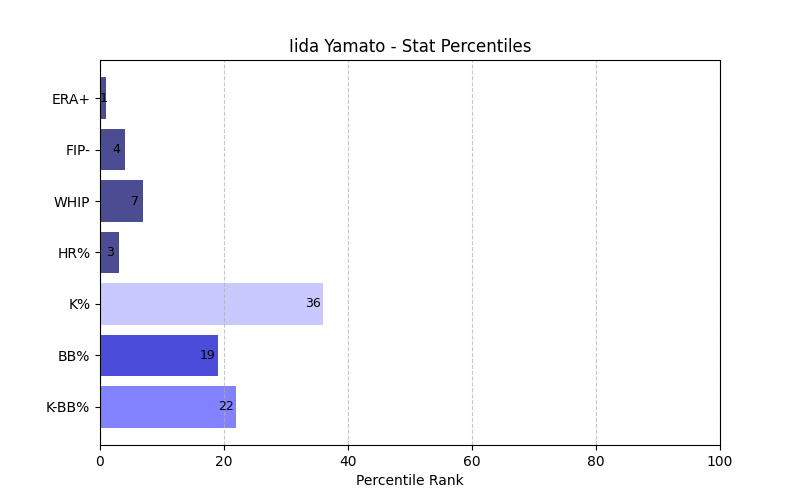 Iida Yamato - Stat Percentiles
ERA+ 1
FIP- 4
WHIP 7
HR% 3
K% 36
BB% 19
K-BB% 22
0 20 40 60 80 100
Percentile Rank